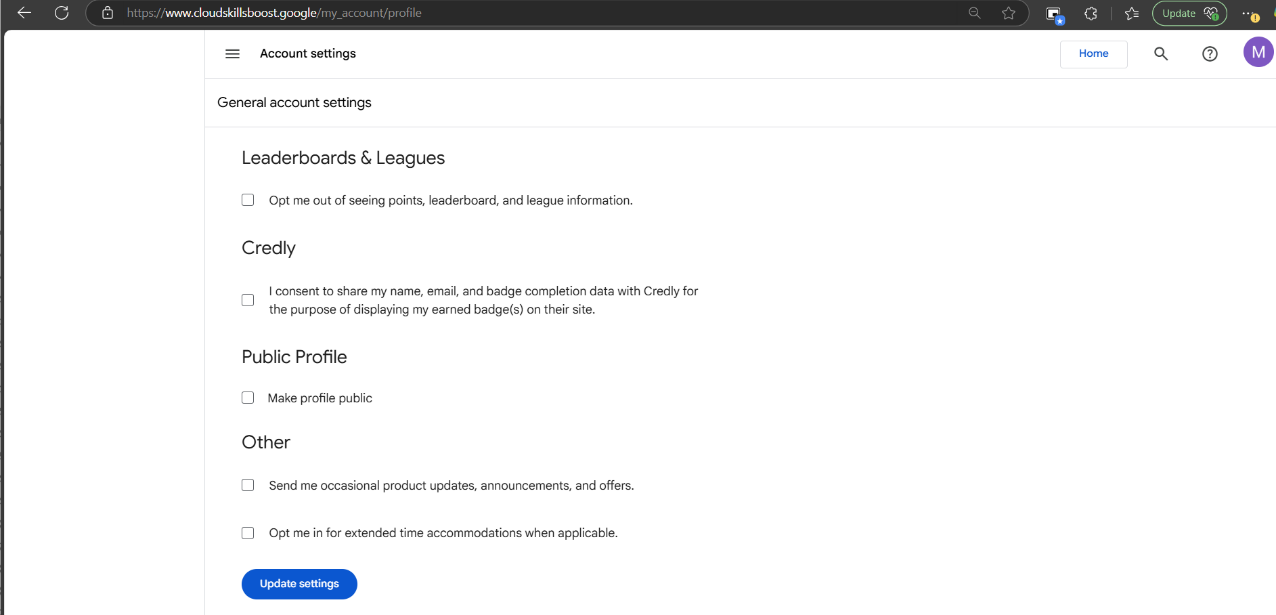 https://www.cloudskillsboost.google/my_account/profile
Update
Account settings
Home
M
General account settings
Leaderboards & Leagues
Opt me out of seeing points, leaderboard, and league information.
Credly
I consent to share my name, email, and badge completion data with Credly for
the purpose of displaying my earned badge(s) on their site.
Public Profile
Make profile public
Other
Send me occasional product updates, announcements, and offers.
Opt me in for extended time accommodations when applicable.
Update settings